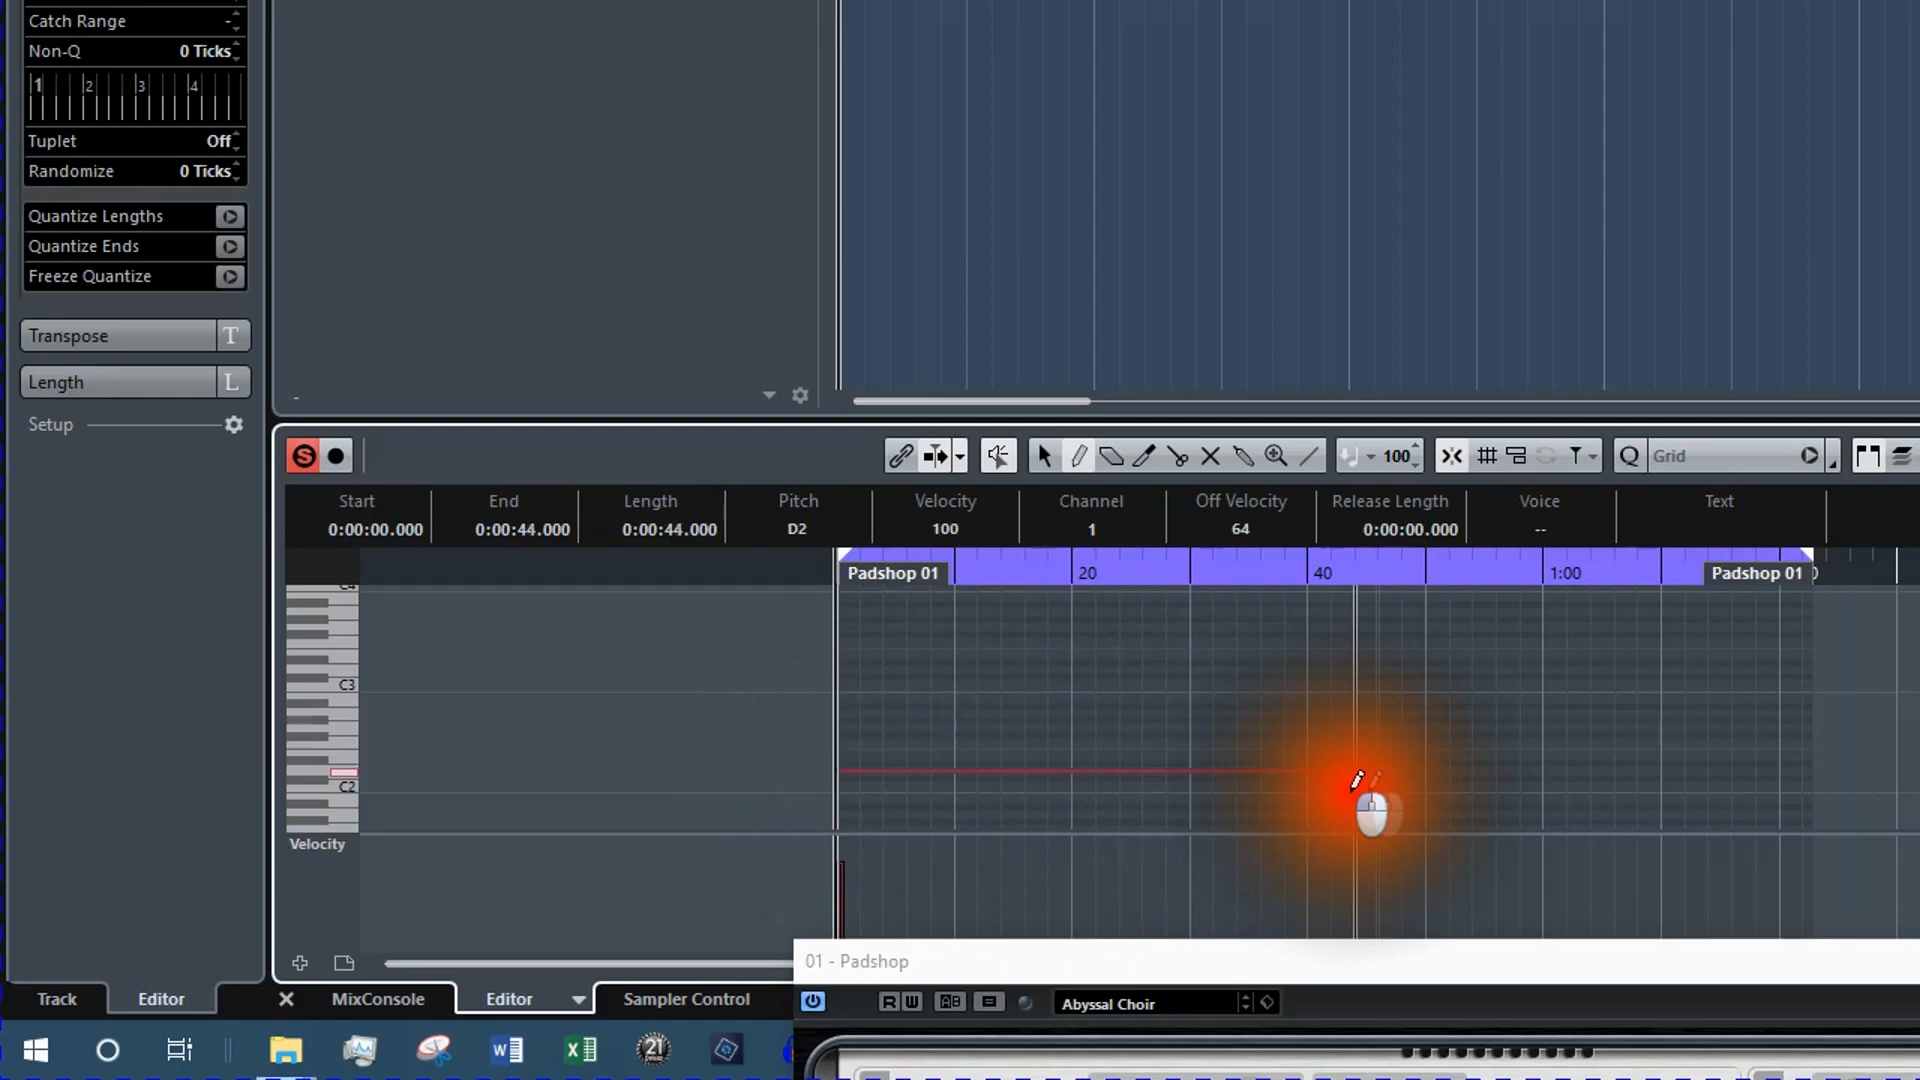 Catch Range -
Non-Q 0 Ticks
1 2 3 4
Tuplet Off
Randomize 0 Ticks
Quantize Lengths
Quantize Ends
Freeze Quantize
Transpose T
Length L
Setup
-
S 100 Q Grid
Start End Length Pitch Velocity Channel Off Velocity Release Length Voice Text
0:00:00.000 0:00:44.000 0:00:44.000 D2 100 1 64 0:00:00.000 --
Padshop 01 20 40 1:00 Padshop 01
C4
C3
C2
Velocity
01 - Padshop
Track Editor MixConsole Editor Sampler Control
R W AB Abyssal Choir
21